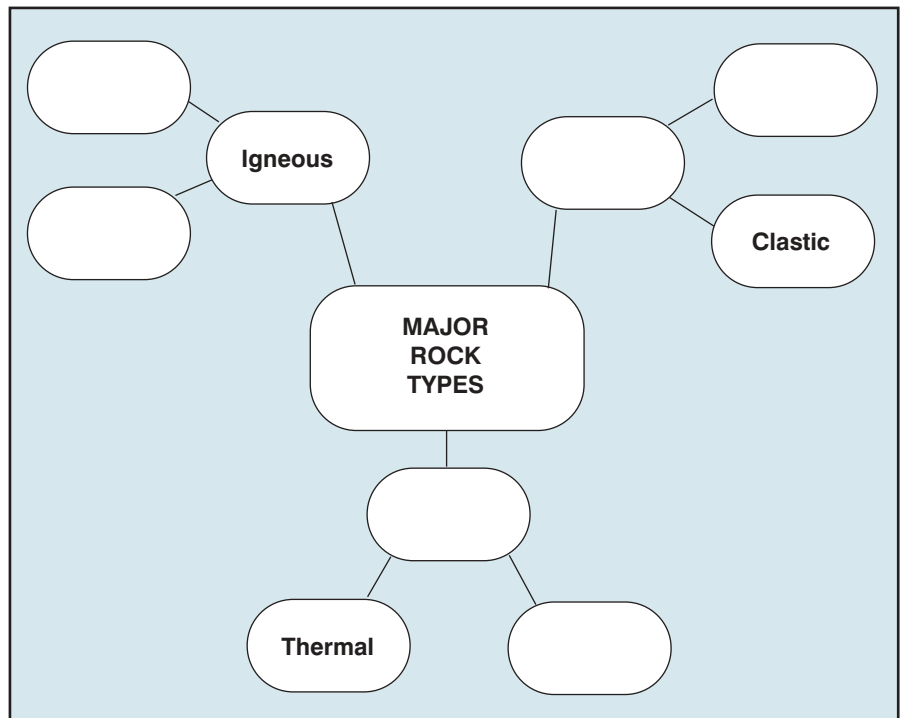 Igneous
Clastic
MAJOR
ROCK
TYPES
Thermal